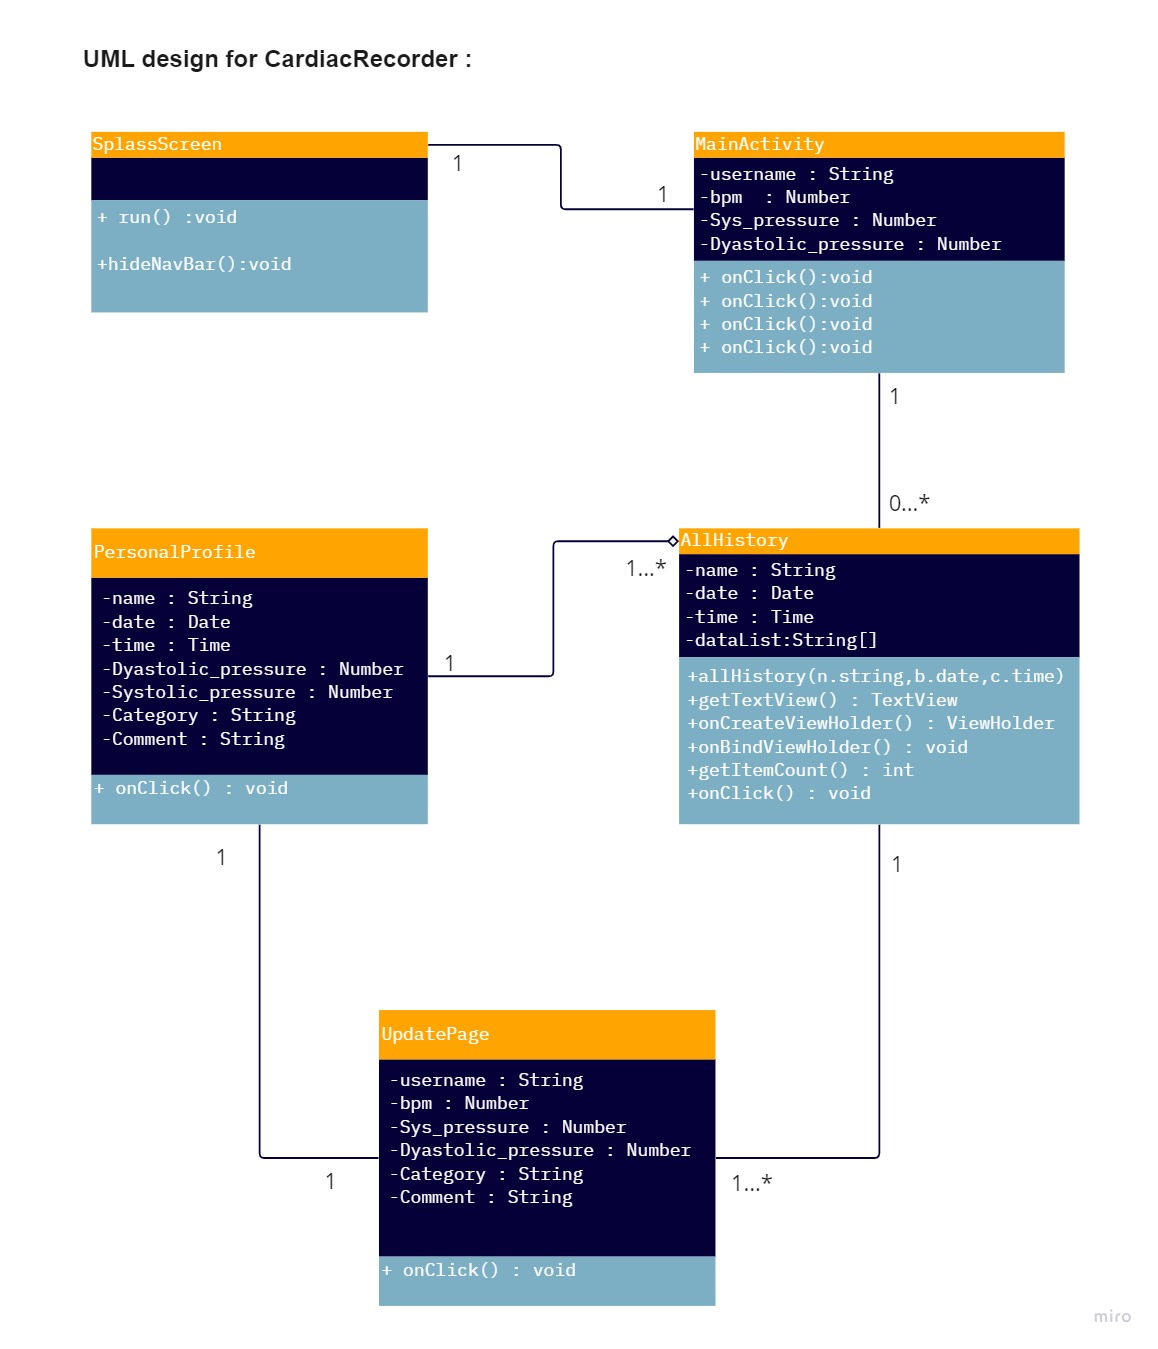 UML design for CardiacRecorder :
SplassScreen
+ run() :void
+hideNavBar():void
1
1
MainActivity
-username : String
-bpm  : Number
-Sys_pressure : Number
-Dyastolic_pressure : Number
+ onClick():void
+ onClick():void
+ onClick():void
+ onClick():void
1
0...*
PersonalProfile
-name : String
-date : Date
-time : Time
-Dyastolic_pressure : Number
-Systolic_pressure : Number
-Category : String
-Comment : String
+ onClick() : void
1
1...*
AllHistory
-name : String
-date : Date
-time : Time
-dataList:String[]
+allHistory(n.string,b.date,c.time)
+getTextView() : TextView
+onCreateViewHolder() : ViewHolder
+onBindViewHolder() : void
+getItemCount() : int
+onClick() : void
1
1
UpdatePage
-username : String
-bpm : Number
-Sys_pressure : Number
-Dyastolic_pressure : Number
-Category : String
-Comment : String
+ onClick() : void
1
1...*
miro